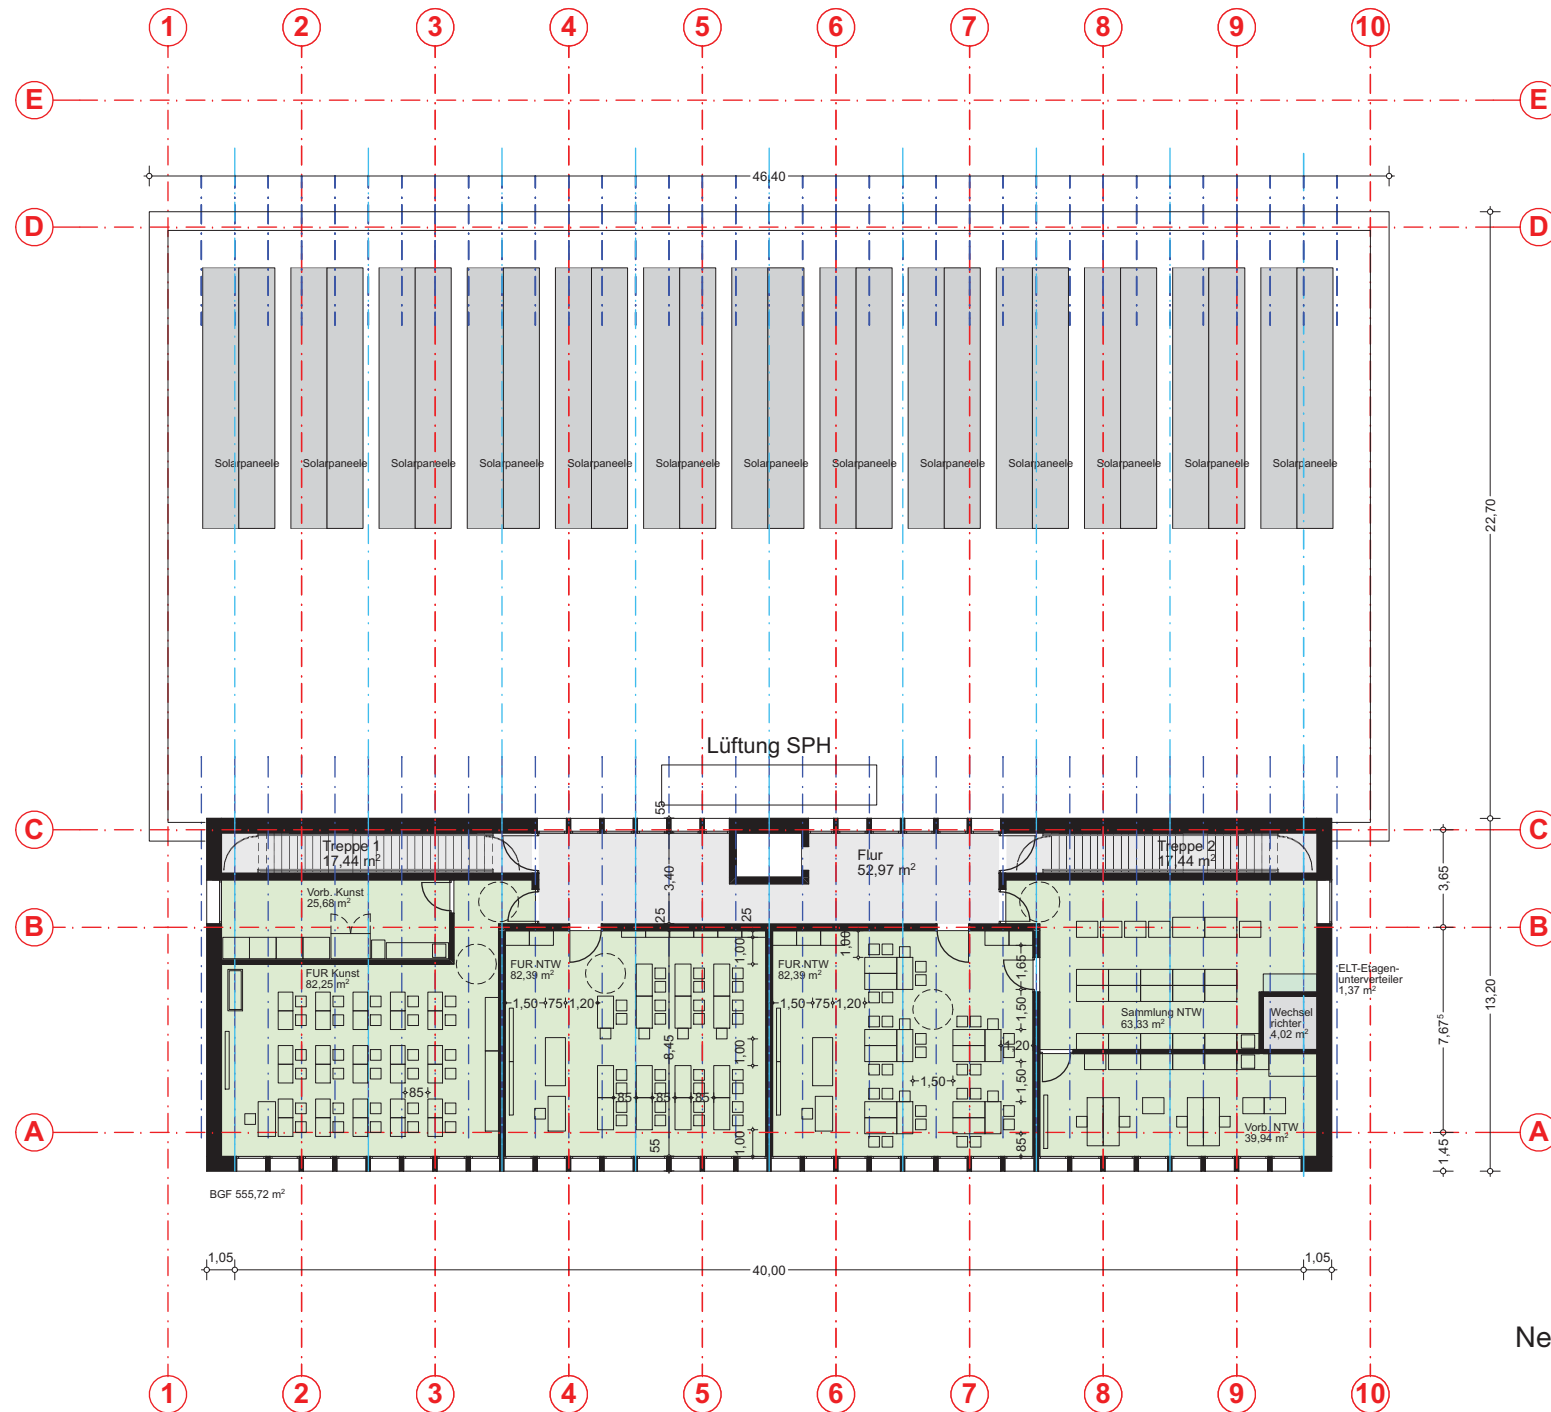 1 2 3 4 5 6 7 8 9 10
E E
46,40
D D
Solarpaneele Solarpaneele Solarpaneele Solarpaneele Solarpaneele Solarpaneele Solarpaneele Solarpaneele Solarpaneele Solarpaneele Solarpaneele Solarpaneele Solarpaneele
22,70
Lüftung SPH
55
C C
Treppe 1
17,44 m²
Flur
52,97 m²
Treppe 2
17,44 m²
3,40
3,65
Vorb. Kunst
25,68 m²
25
25
B B
FUR Kunst
82,25 m²
FUR NTW
82,39 m²
FUR NTW
82,39 m²
1,00
1,00
1,65
ELT-Etagen-
unterverteiler
1,37 m²
1,50 75 1,20
1,50 75 1,20
1,50
Sammlung NTW
63,33 m²
Wechsel
richter
4,02 m²
13,20
7,67⁵
8,45
1,00
1,20
1,50
1,50
85
85 85 85
A A
55
1,00
85
Vorb. NTW
39,94 m²
1,45
BGF 555,72 m²
1,05
40,00
1,05
Ne
1 2 3 4 5 6 7 8 9 10